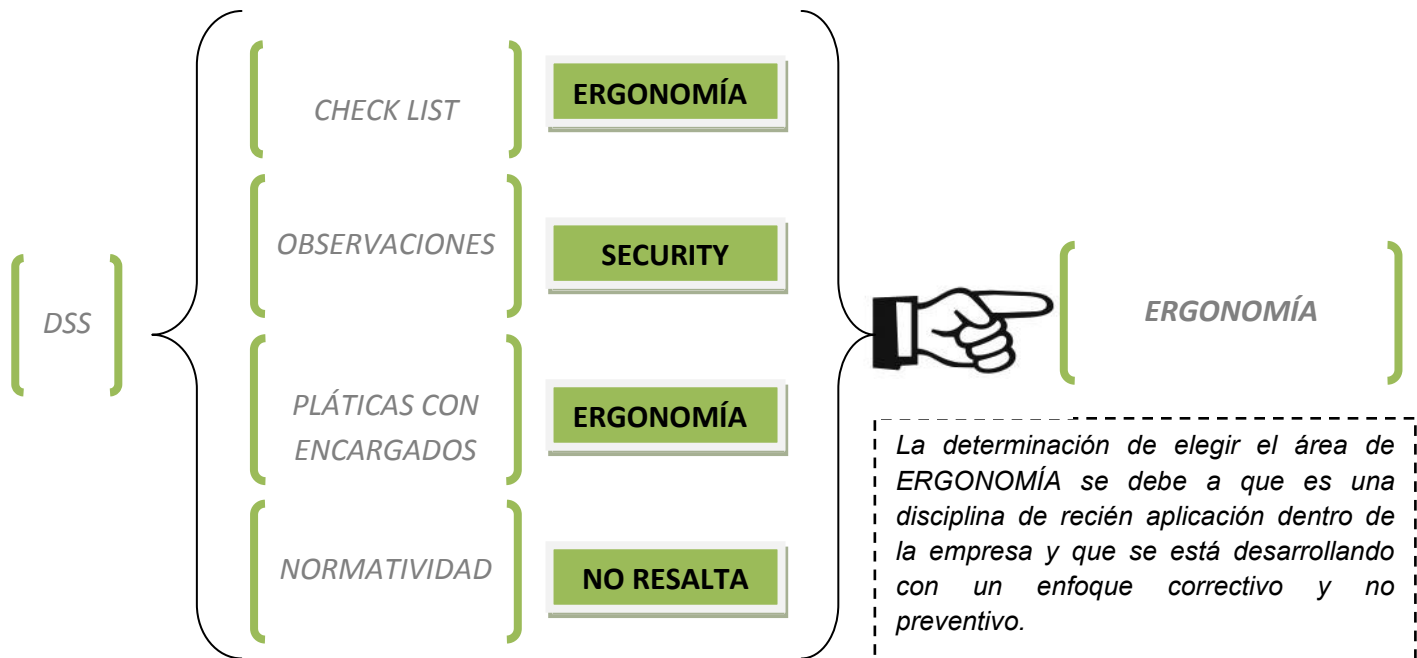 DSS
CHECK LIST
ERGONOMÍA
OBSERVACIONES
SECURITY
PLÁTICAS CON
ENCARGADOS
ERGONOMÍA
NORMATIVIDAD
NO RESALTA
ERGONOMÍA
La determinación de elegir el área de
ERGONOMÍA se debe a que es una
disciplina de recién aplicación dentro de
la empresa y que se está desarrollando
con un enfoque correctivo y no
preventivo.